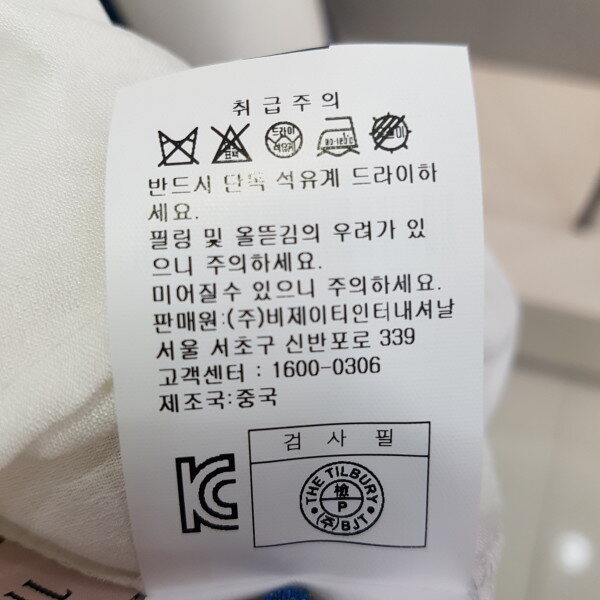 취급주의
표백
드라이
석유계
80-120℃
반드시 단독 석유계 드라이하
세요.
필링 및 올뜯김의 우려가 있
으니 주의하세요.
미어질수 있으니 주의하세요.
판매원:(주)비제이티인터내셔날
서울 서초구 신반포로 339
고객센터 : 1600-0306
제조국:중국
검 사 필
THE TILBURY
檢
P
(주)BJT